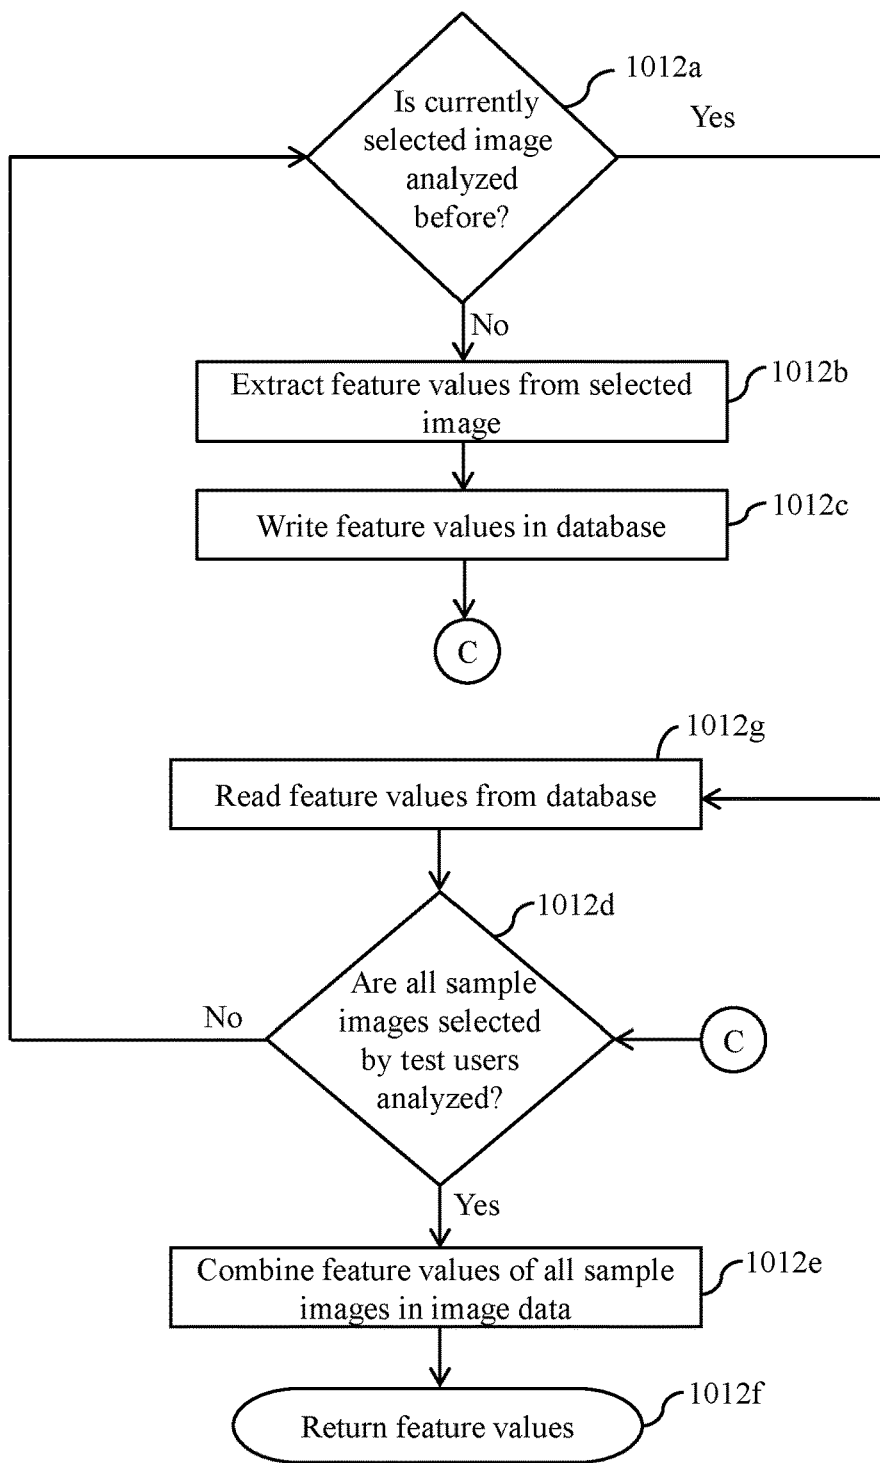 1012a
Is currently
selected image
analyzed
before?
Yes
No
1012b
Extract feature values from selected
image
1012c
Write feature values in database
C
1012g
Read feature values from database
1012d
Are all sample
images selected
by test users
analyzed?
No
C
Yes
1012e
Combine feature values of all sample
images in image data
1012f
Return feature values